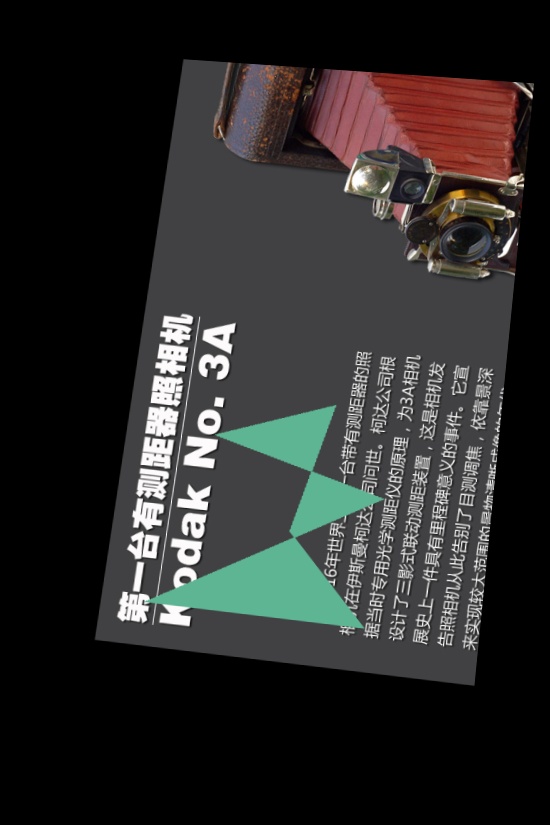 第一台有测距器照相机
Kodak No. 3A
16年世界 一台带有测距器的照
相机在伊斯曼柯达公司问世。柯达公司根
据当时专用光学测距仪的原理，为3A相机
设计了三影式联动测距装置，这是相机发
展史上一件具有里程碑意义的事件。它宣
告照相机从此告别了目测调焦，依靠景深
来实现较大范围的景物清晰成像的